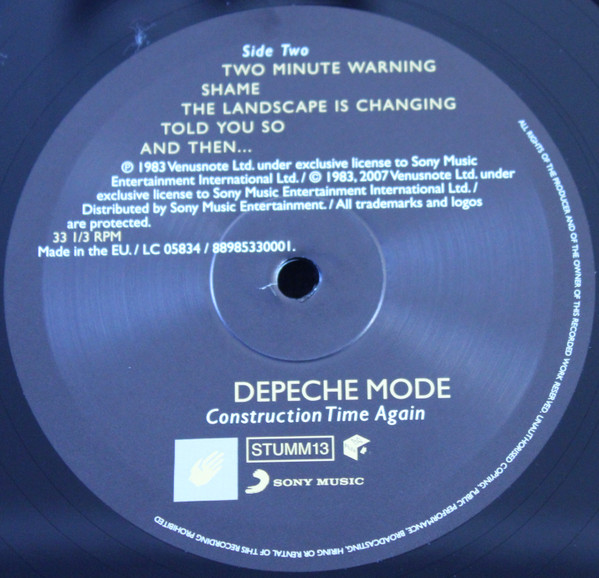 Side Two
TWO MINUTE WARNING
SHAME
THE LANDSCAPE IS CHANGING
TOLD YOU SO
AND THEN...
℗ 1983 Venusnote Ltd. under exclusive license to Sony Music
Entertainment International Ltd. / © 1983, 2007 Venusnote Ltd. under
exclusive license to Sony Music Entertainment International Ltd. /
Distributed by Sony Music Entertainment. / All trademarks and logos
are protected.
33 1/3 RPM
Made in the EU. / LC 05834 / 88985330001.
ALL RIGHTS OF THE PRODUCER AND OF THE OWNER OF THIS RECORDED WORK RESERVED. UNAUTHORISED COPYING, PUBLIC PERFORMANCE, BROADCASTING, HIRING OR RENTAL OF THIS RECORDING PROHIBITED
DEPECHE MODE
Construction Time Again
STUMM13
SONY MUSIC